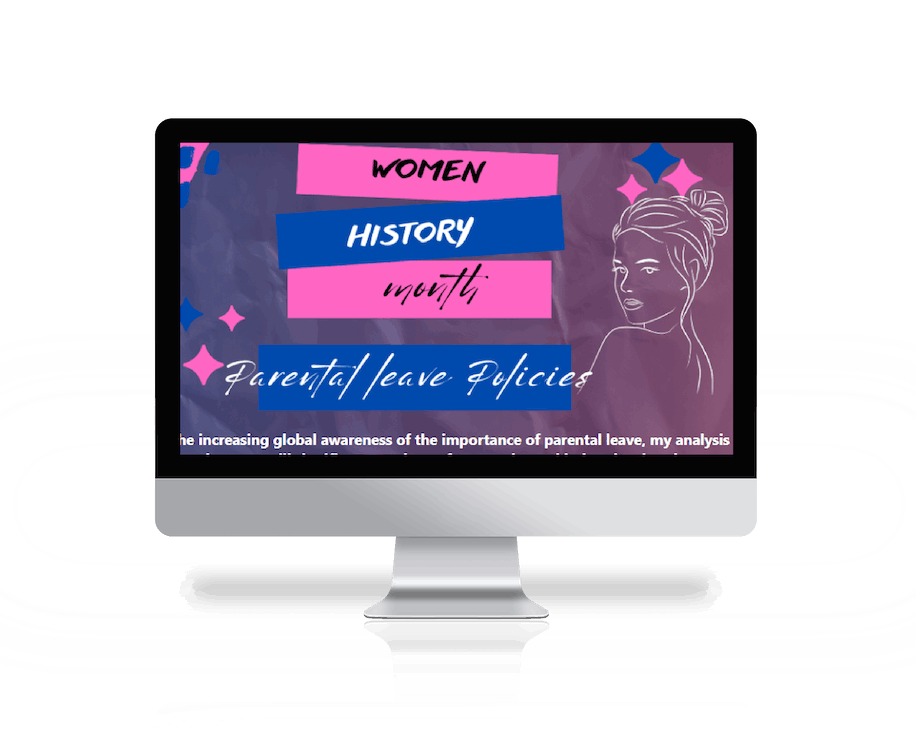 WOMEN
HISTORY
month
Parental leave Policies
he increasing global awareness of the importance of parental leave, my analysis